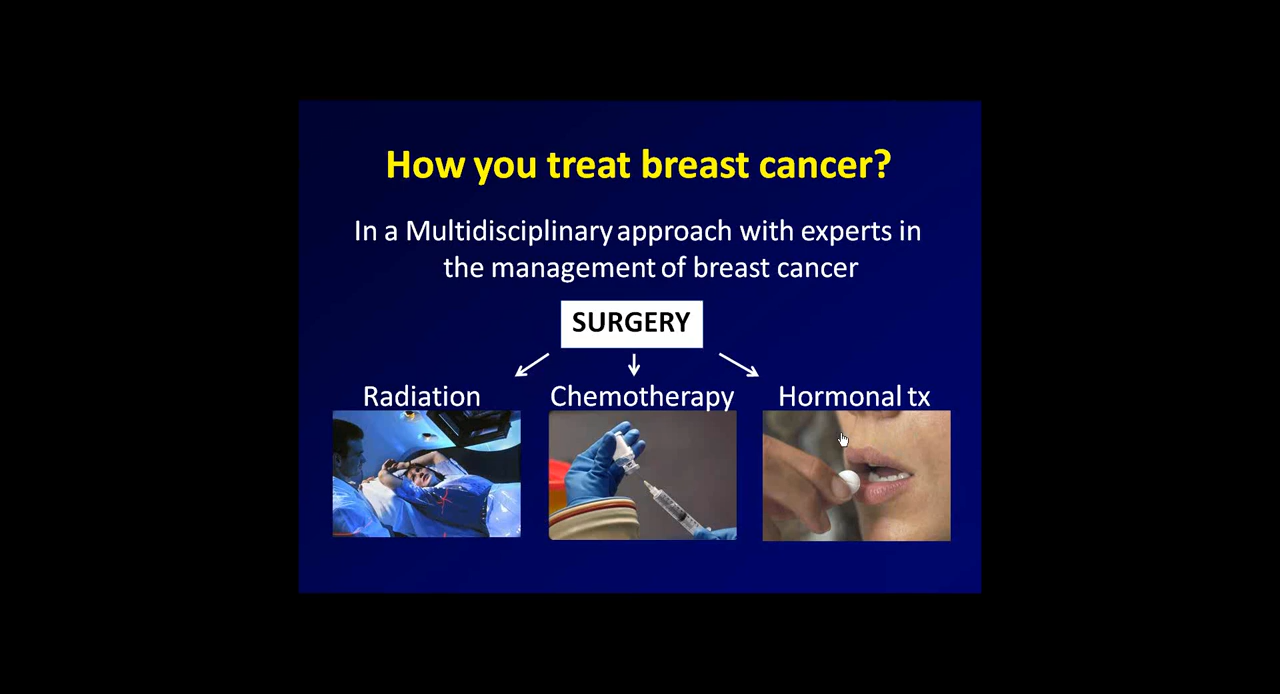 How you treat breast cancer?
In a Multidisciplinary approach with experts in
the management of breast cancer
SURGERY
Radiation
Chemotherapy
Hormonal tx